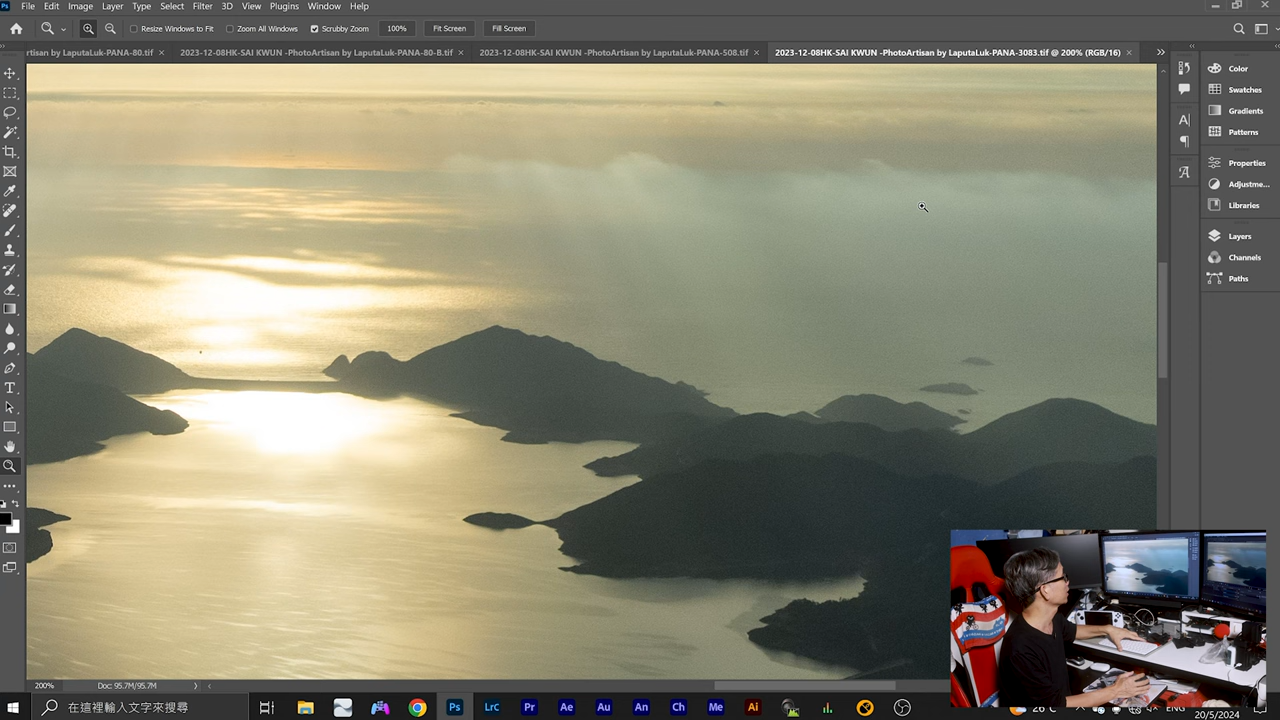 File Edit Image Layer Type Select Filter 3D View Plugins Window Help
Resize Windows to Fit Zoom All Windows Scrubby Zoom 100% Fit Screen Fill Screen
rtisan by LaputaLuk-PANA-80.tif × 2023-12-08HK-SAI KWUN -PhotoArtisan by LaputaLuk-PANA-80-B.tif × 2023-12-08HK-SAI KWUN -PhotoArtisan by LaputaLuk-PANA-508.tif × 2023-12-08HK-SAI KWUN -PhotoArtisan by LaputaLuk-PANA-3083.tif @ 200% (RGB/16) ×
Color
Swatches
Gradients
Patterns
Properties
Adjustme...
Libraries
Layers
Channels
Paths
200% Doc: 95.7M/95.7M
在這裡輸入文字來搜尋
Ps LrC Pr Ae Au An Ch Me Ai
26°C
ENG
20/5/2024